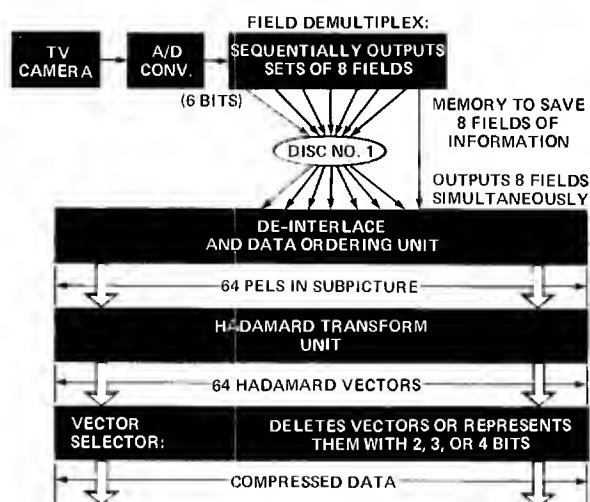 FIELD DEMULTIPLEX:
TV
CAMERA
A/D
CONV.
SEQUENTIALLY OUTPUTS
SETS OF 8 FIELDS
(6 BITS)
MEMORY TO SAVE
8 FIELDS OF
INFORMATION
DISC NO. 1
OUTPUTS 8 FIELDS
SIMULTANEOUSLY
DE-INTERLACE
AND DATA ORDERING UNIT
64 PELS IN SUBPICTURE
HADAMARD TRANSFORM
UNIT
64 HADAMARD VECTORS
VECTOR
SELECTOR:
DELETES VECTORS OR REPRESENTS
THEM WITH 2, 3, OR 4 BITS
COMPRESSED DATA